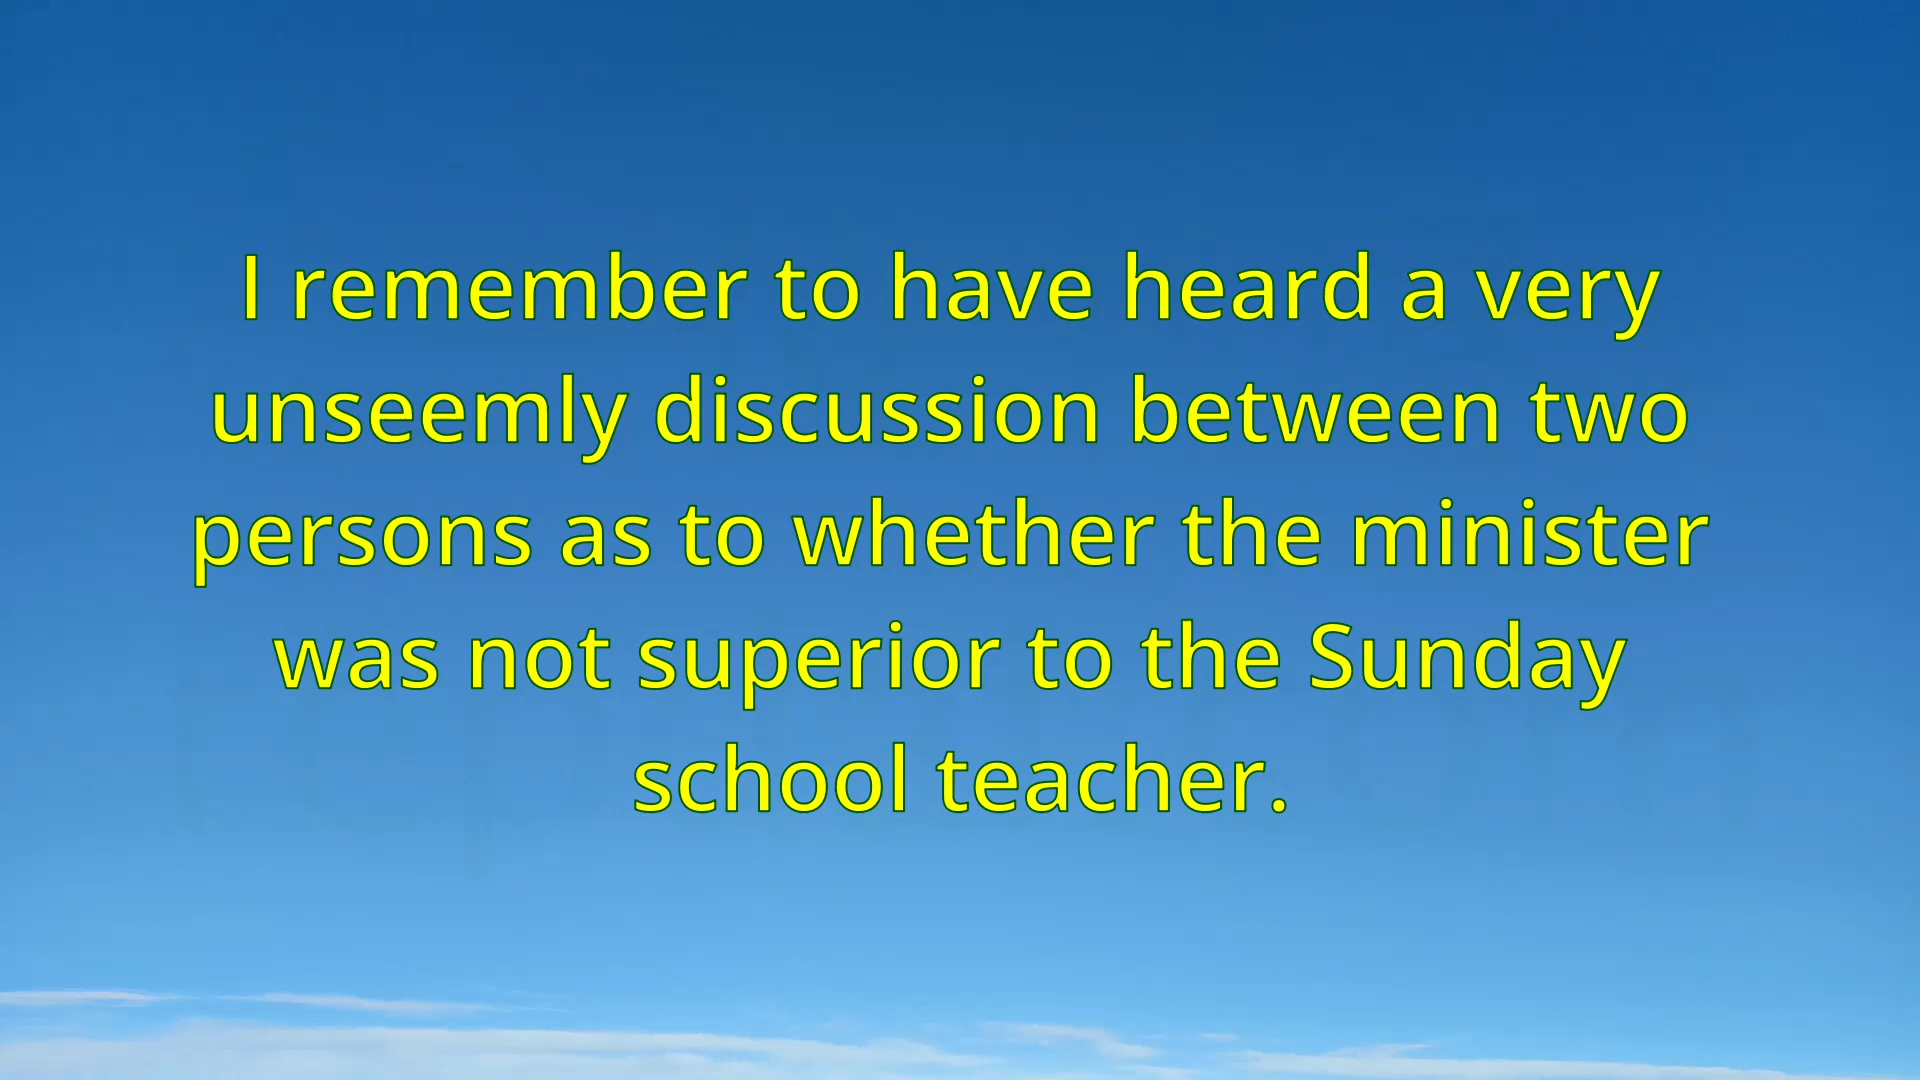 I remember to have heard a very
unseemly discussion between two
persons as to whether the minister
was not superior to the Sunday
school teacher.